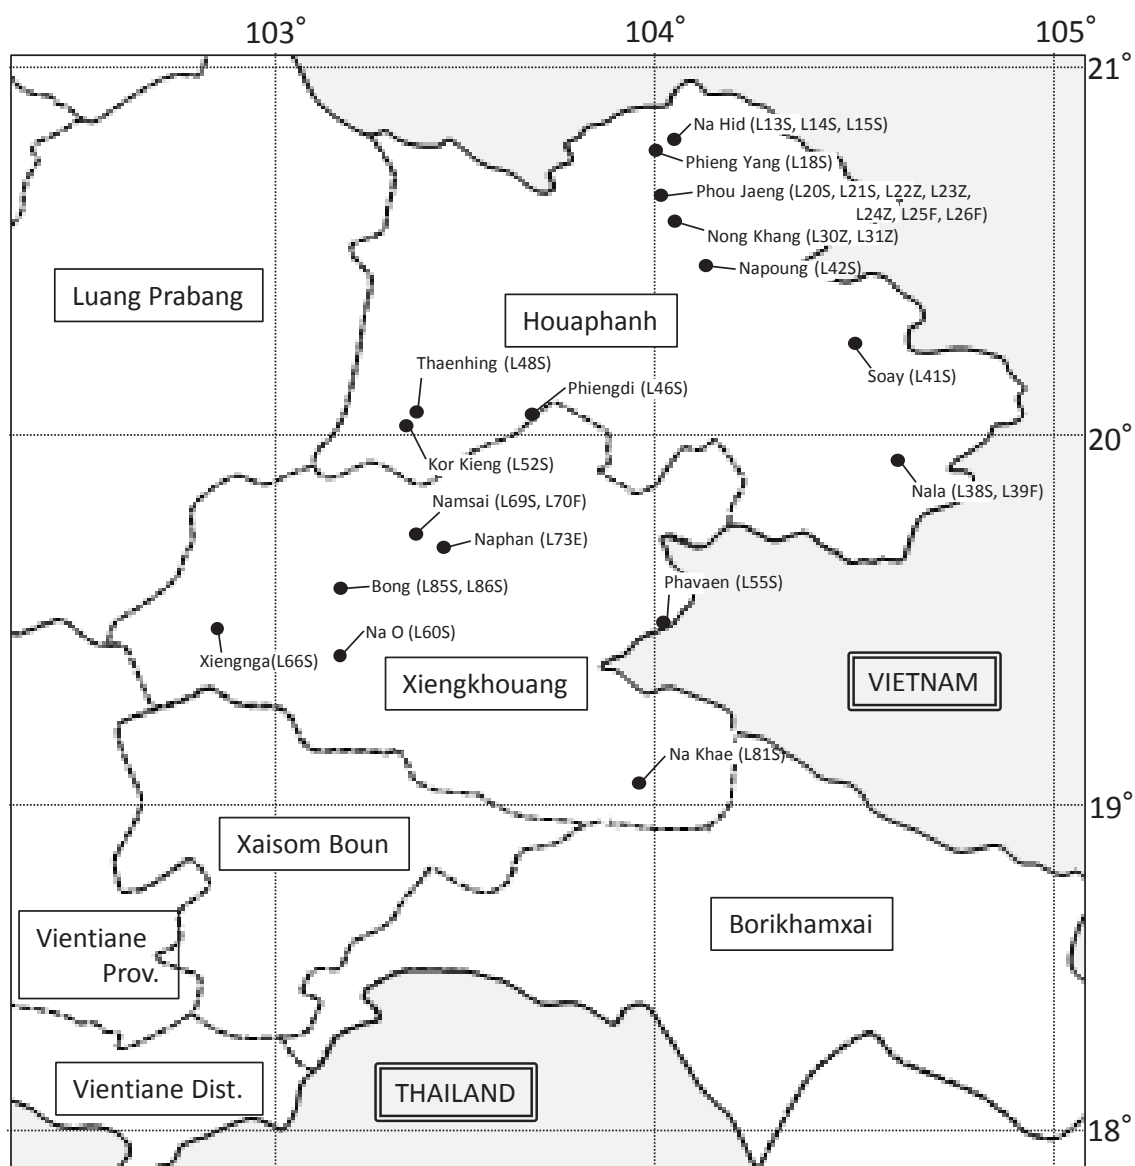 103°
104°
105°
21°
Na Hid (L13S, L14S, L15S)
Phieng Yang (L18S)
Phou Jaeng (L20S, L21S, L22Z, L23Z,
L24Z, L25F, L26F)
Nong Khang (L30Z, L31Z)
Napoung (L42S)
Luang Prabang
Houaphanh
Thaenhing (L48S)
Soay (L41S)
Phiengdi (L46S)
20°
Kor Kieng (L52S)
Nala (L38S, L39F)
Namsai (L69S, L70F)
Naphan (L73E)
Bong (L85S, L86S)
Phavaen (L55S)
Na O (L60S)
Xiengnga(L66S)
Xiengkhouang
VIETNAM
Na Khae (L81S)
19°
Xaisom Boun
Borikhamxai
Vientiane
Prov.
Vientiane Dist.
THAILAND
18°